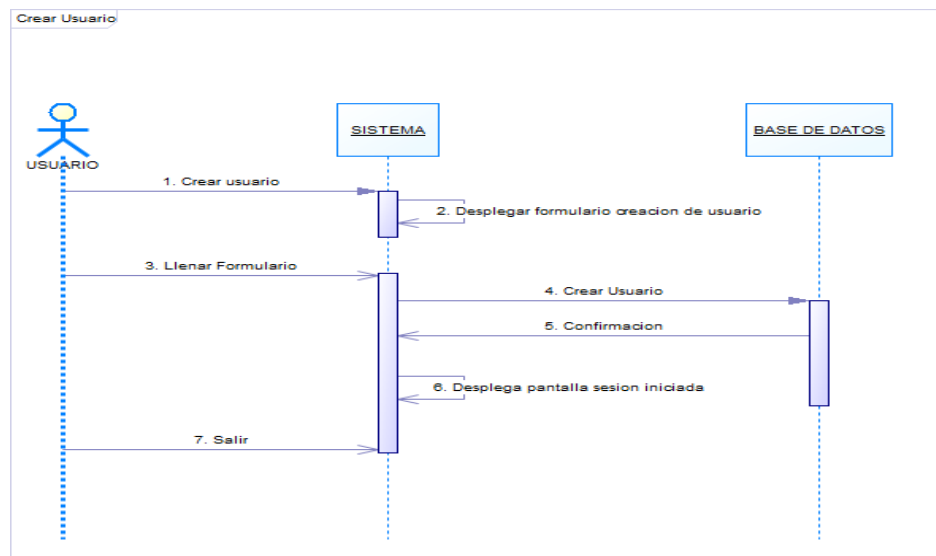 Crear Usuario
USUARIO
SISTEMA
BASE DE DATOS
1. Crear usuario
2. Desplegar formulario creacion de usuario
3. Llenar Formulario
4. Crear Usuario
5. Confirmacion
6. Desplega pantalla sesion iniciada
7. Salir